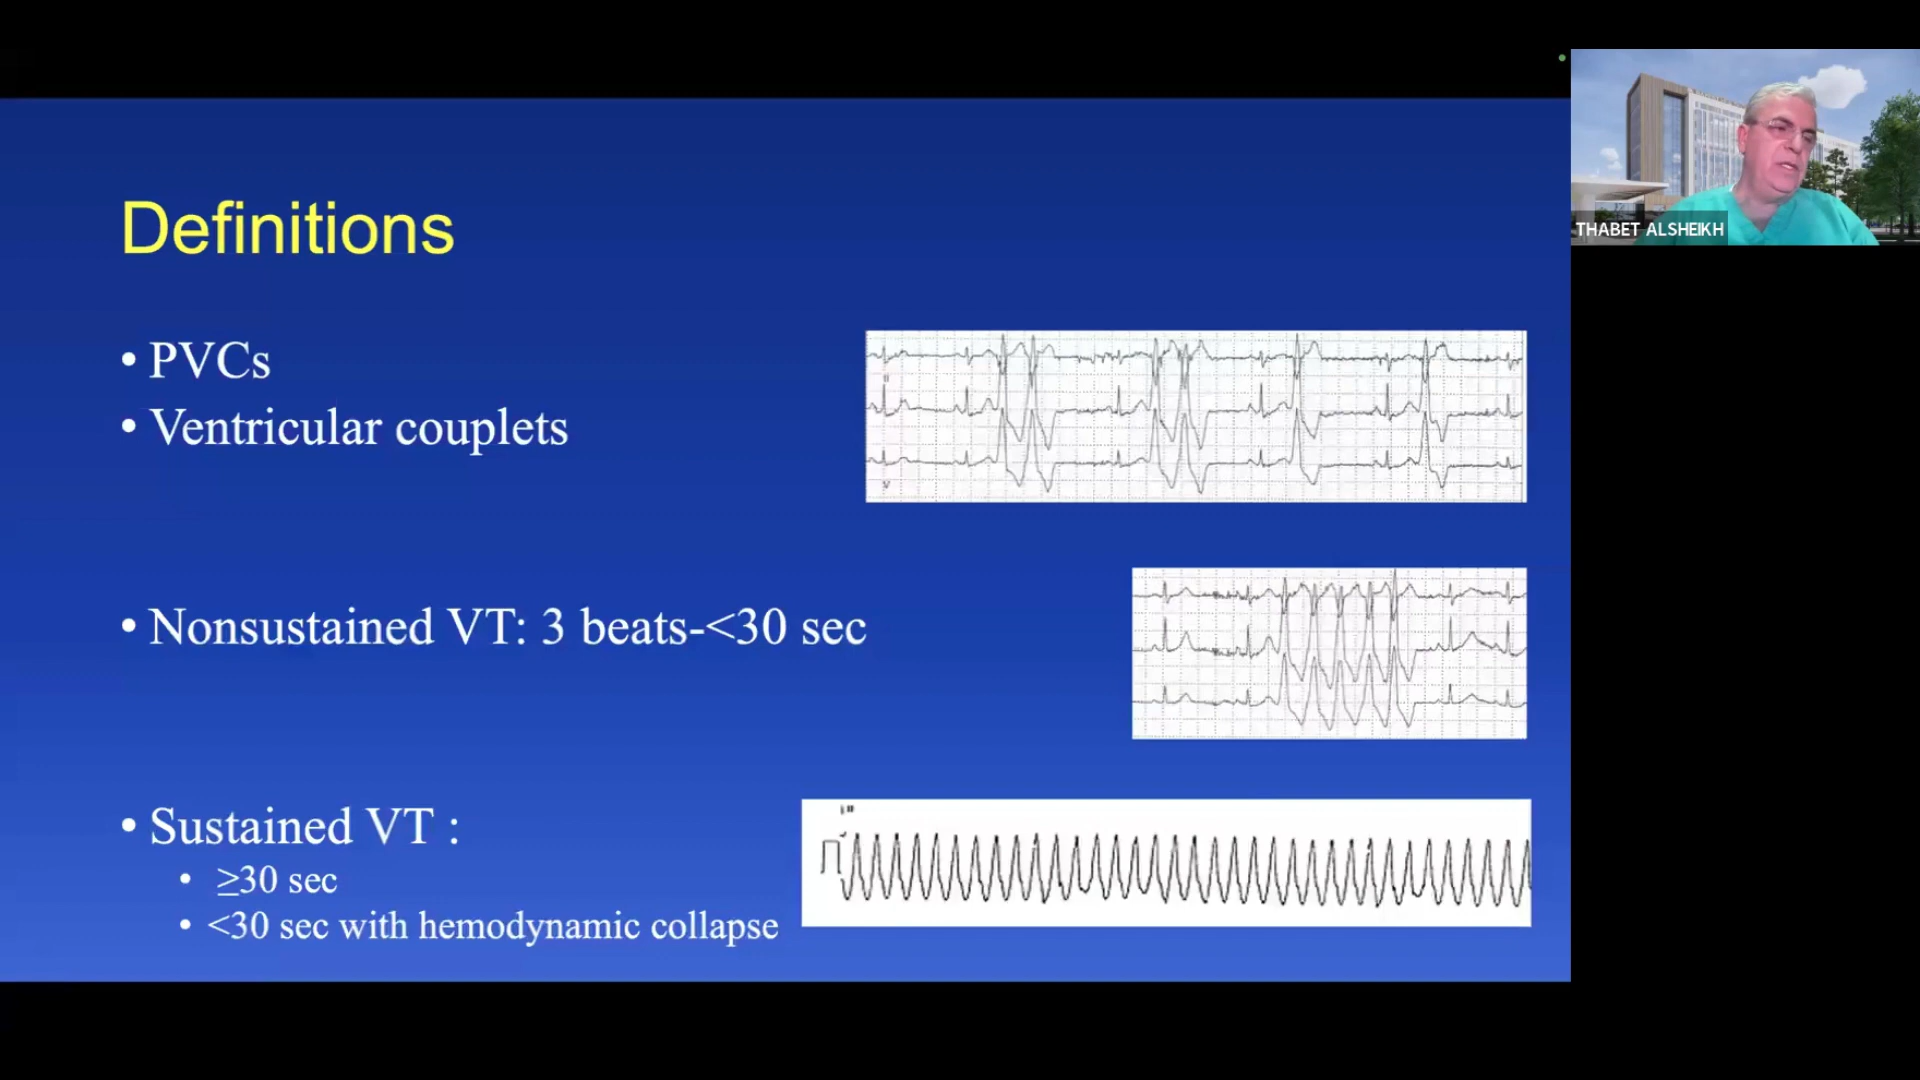 THABET ALSHEIKH
Definitions
• PVCs
• Ventricular couplets
II
V
• Nonsustained VT: 3 beats-<30 sec
• Sustained VT :
• ≥30 sec
• <30 sec with hemodynamic collapse